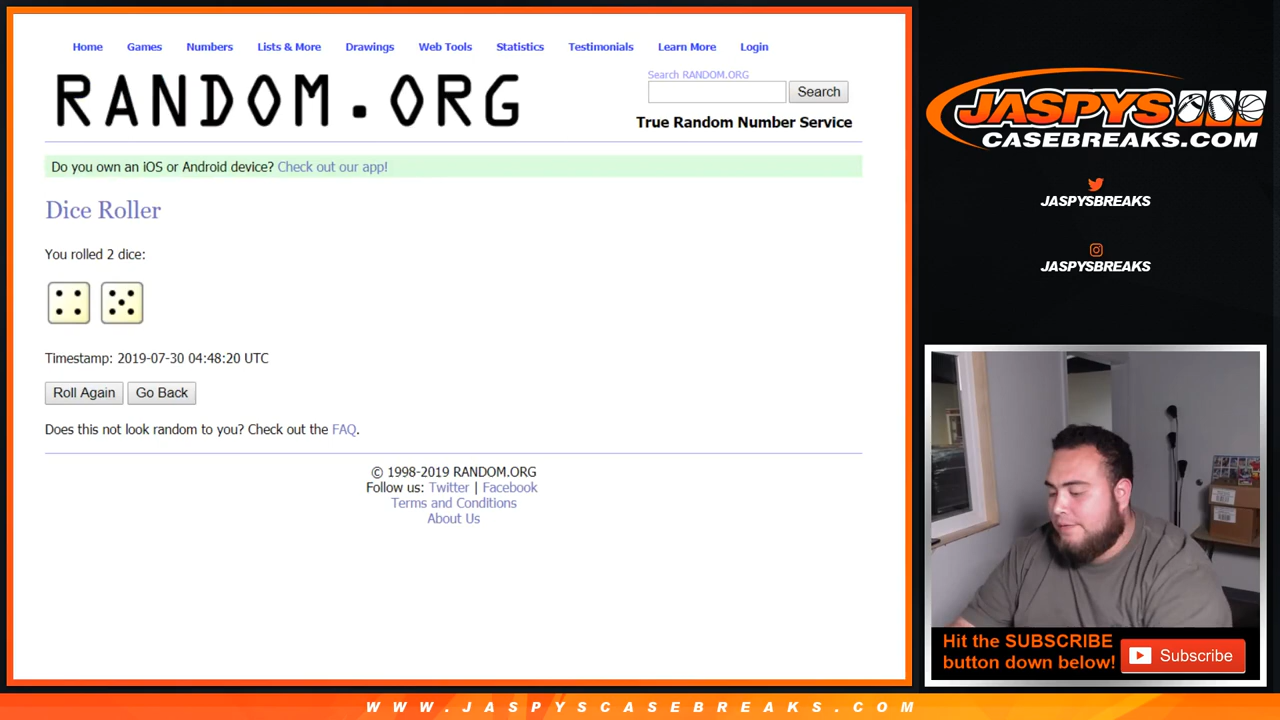 Home Games Numbers Lists & More Drawings Web Tools Statistics Testimonials Learn More Login
RANDOM.ORG
Search RANDOM.ORG
Search
True Random Number Service
Do you own an iOS or Android device? Check out our app!
Dice Roller
You rolled 2 dice:
Timestamp: 2019-07-30 04:48:20 UTC
Roll Again Go Back
Does this not look random to you? Check out the FAQ.
© 1998-2019 RANDOM.ORG
Follow us: Twitter | Facebook
Terms and Conditions
About Us
JASPYS
CASEBREAKS.COM
JASPYSBREAKS
JASPYSBREAKS
Hit the SUBSCRIBE
button down below!
Subscribe
WWW.JASPYSCASEBREAKS.COM